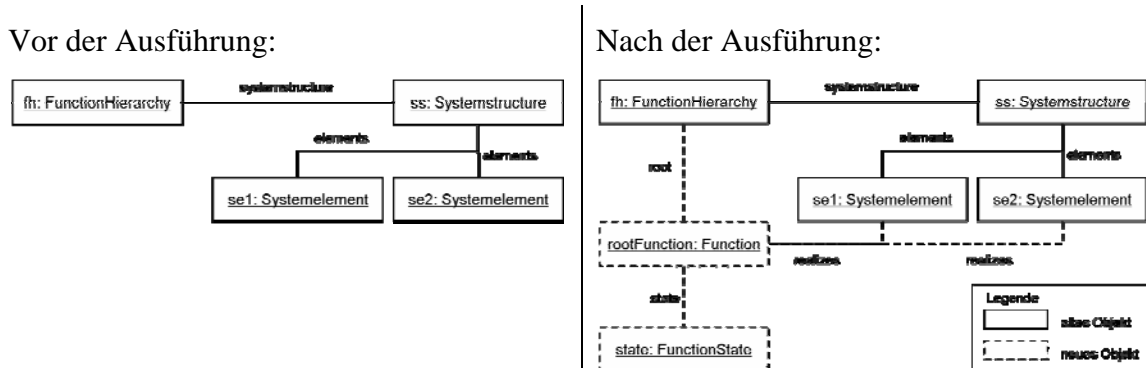 Vor der Ausführung:
systemstructure
fh: FunctionHierarchy
ss: Systemstructure
elements
elements
se1: Systemelement
se2: Systemelement
Nach der Ausführung:
systemstructure
fh: FunctionHierarchy
ss: Systemstructure
elements
elements
root
se1: Systemelement
se2: Systemelement
rootFunction: Function
realizes
realizes
state
Legende
altes Objekt
neues Objekt
state: FunctionState